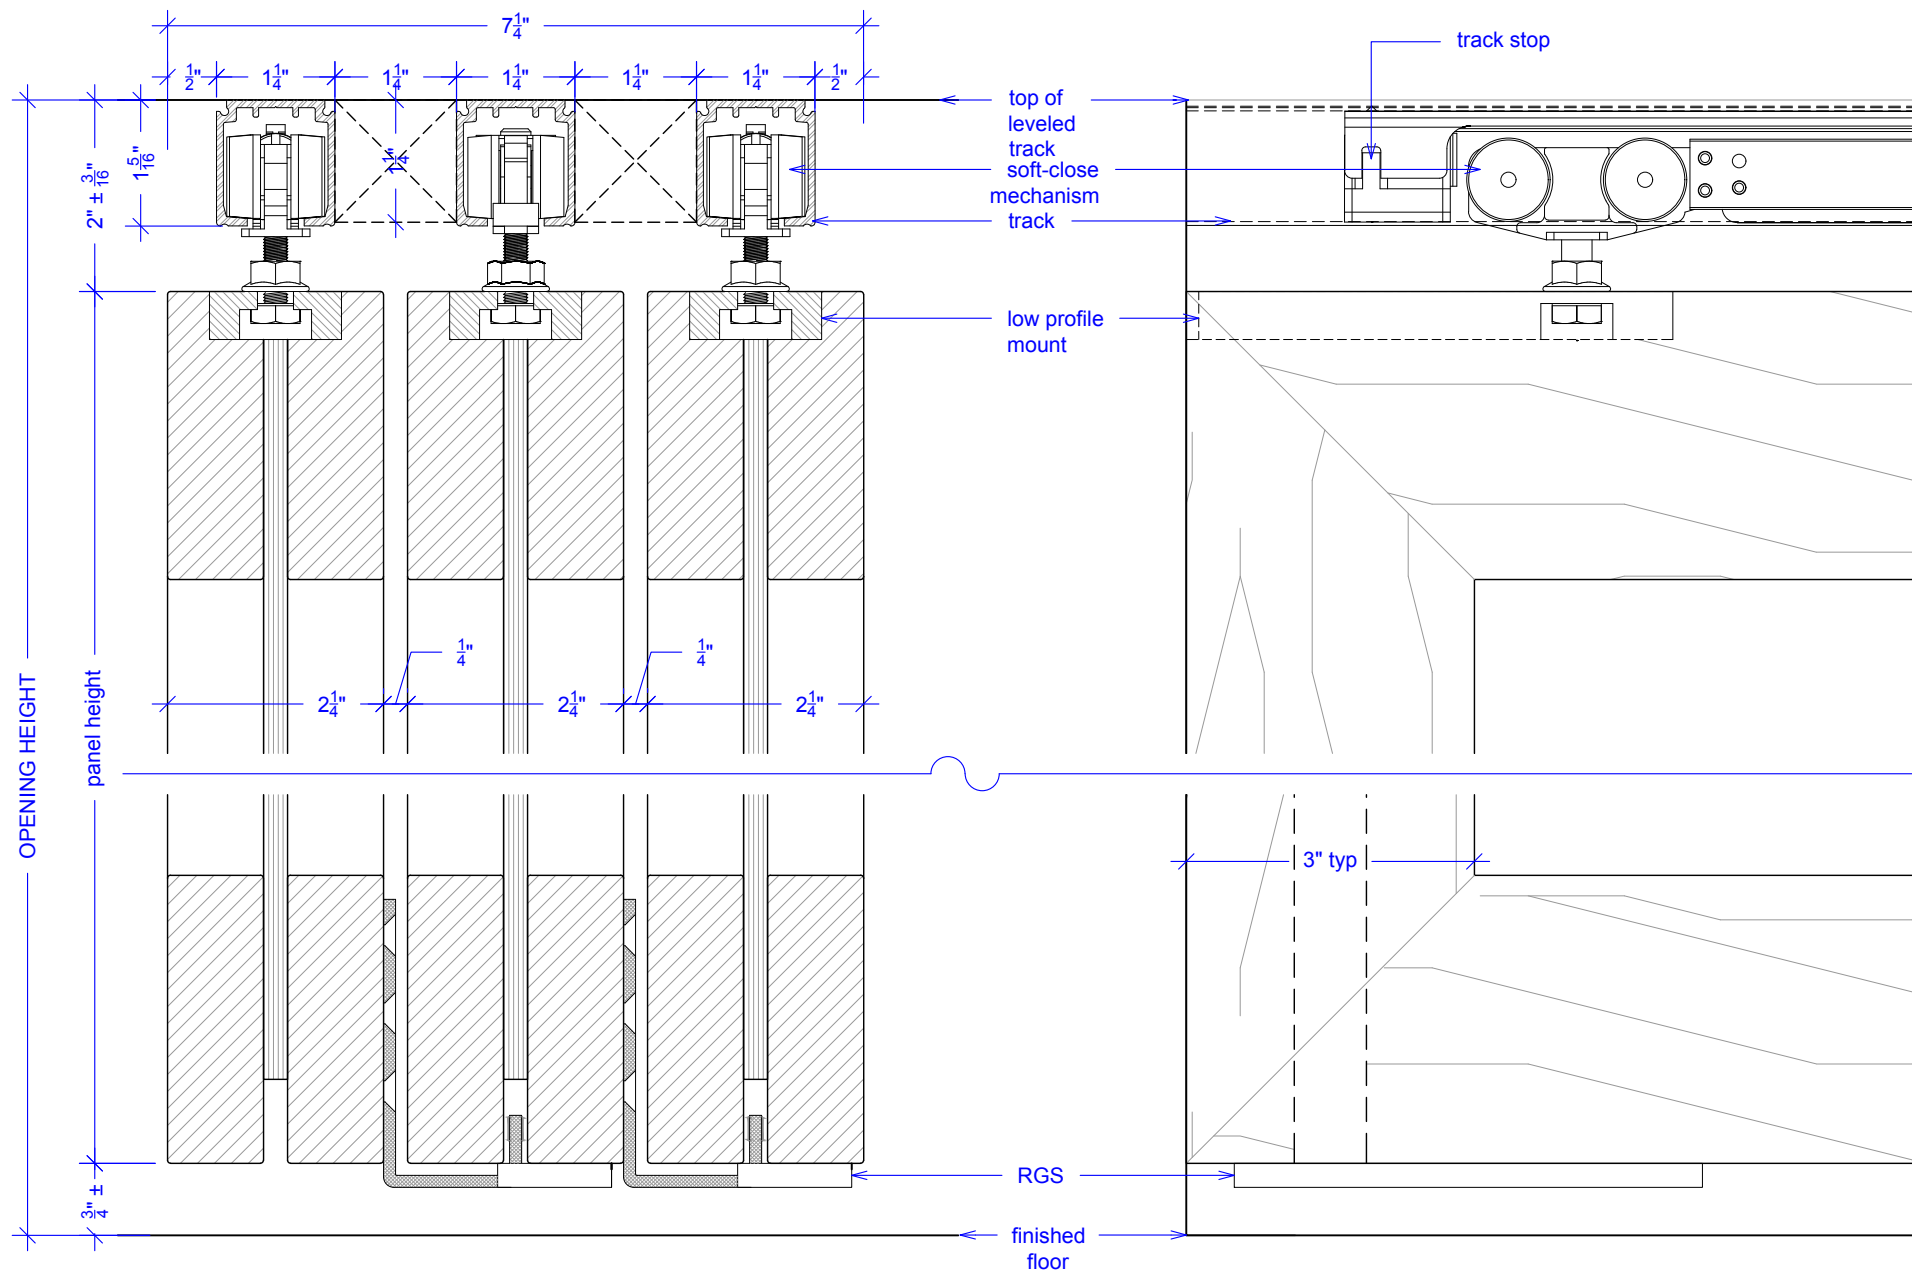 7 1/4"
track stop
1/2" 1 1/4" 1 1/4" 1 1/4" 1 1/4" 1 1/4" 1/2"
top of
leveled
track
soft-close
mechanism
track
1 1/4"
1 5/16"
2" ± 3/16"
low profile
mount
1/4" 1/4"
2 1/4" 2 1/4" 2 1/4"
panel height
OPENING HEIGHT
3" typ
RGS
3/4" ±
finished
floor